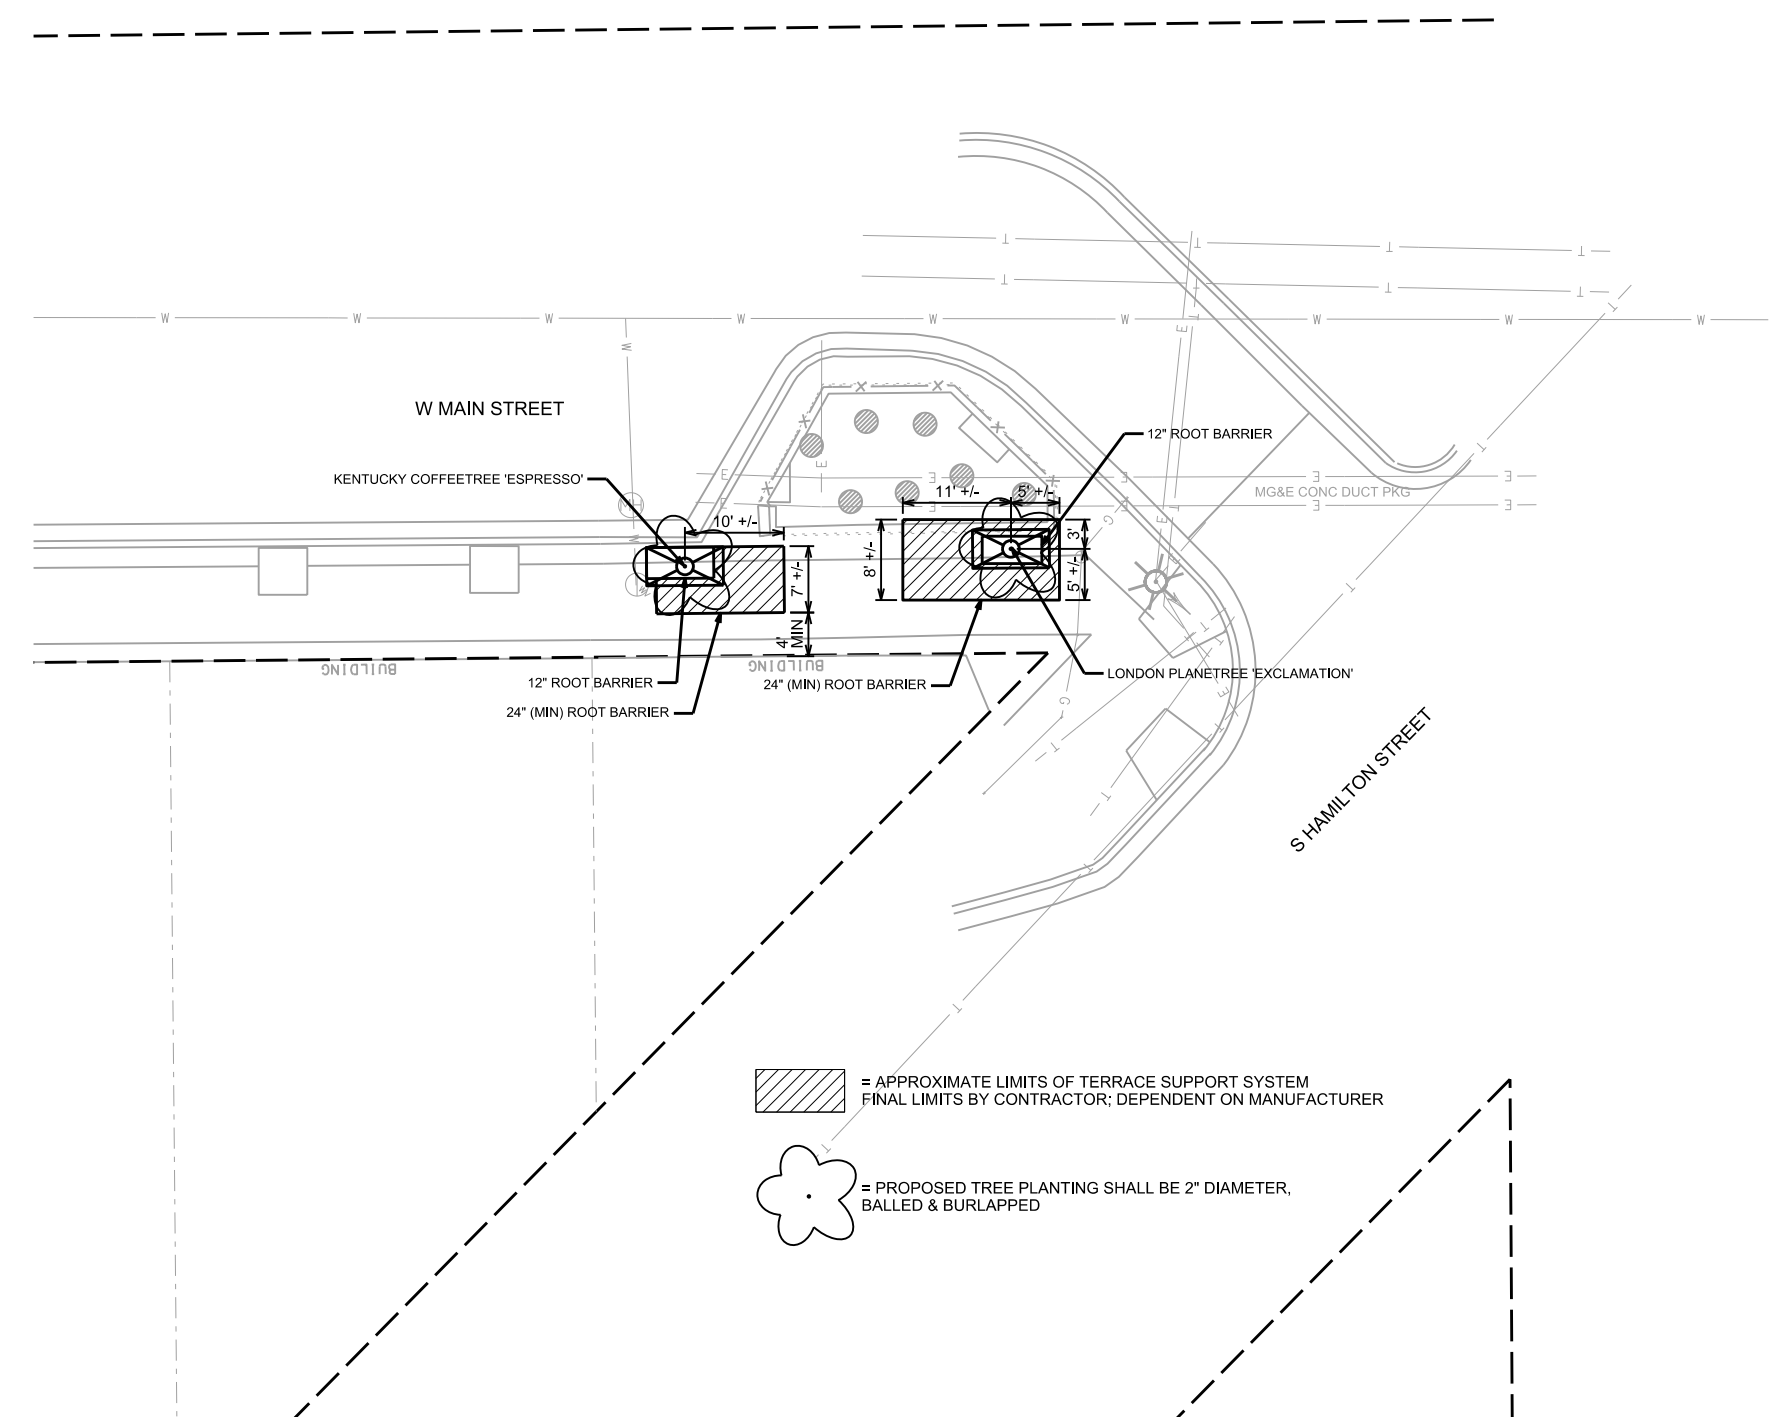 W MAIN STREET
12" ROOT BARRIER
KENTUCKY COFFEETREE 'ESPRESSO'
MG&E CONC DUCT PKG
11' +/-
5' +/-
10' +/-
3'
8' +/-
7' +/-
5' +/-
4'
MIN
BUILDING
BUILDING
12" ROOT BARRIER
24" (MIN) ROOT BARRIER
LONDON PLANETREE 'EXCLAMATION'
24" (MIN) ROOT BARRIER
S HAMILTON STREET
= APPROXIMATE LIMITS OF TERRACE SUPPORT SYSTEM
FINAL LIMITS BY CONTRACTOR; DEPENDENT ON MANUFACTURER
= PROPOSED TREE PLANTING SHALL BE 2" DIAMETER,
BALLED & BURLAPPED